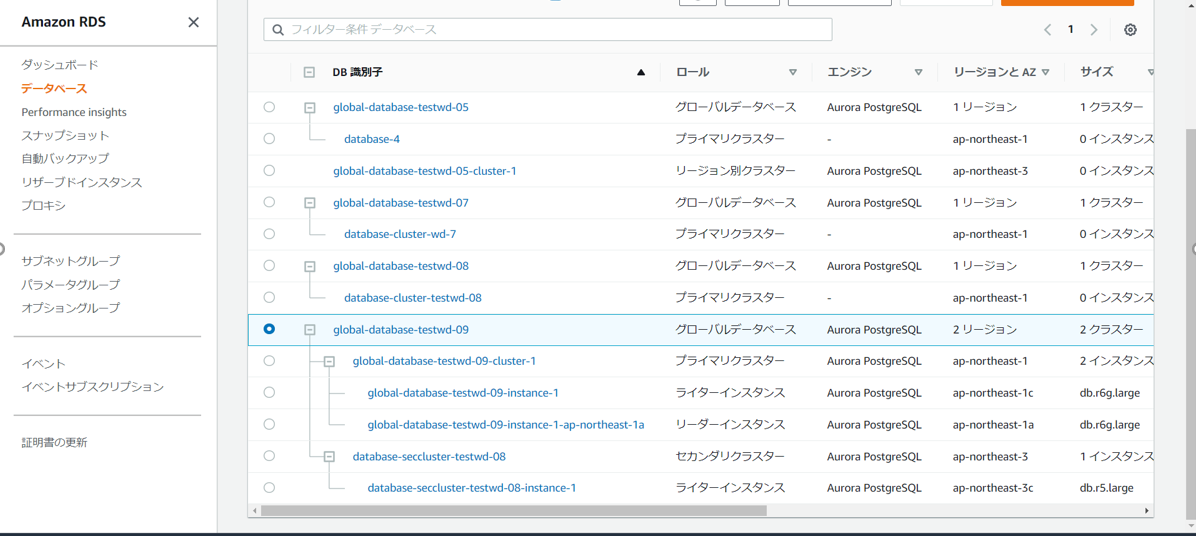 Amazon RDS
ダッシュボード
データベース
Performance insights
スナップショット
自動バックアップ
リザーブドインスタンス
プロキシ
サブネットグループ
パラメータグループ
オプショングループ
イベント
イベントサブスクリプション
証明書の更新
フィルター条件 データベース
1
DB 識別子 ロール エンジン リージョンと AZ サイズ
global-database-testwd-05 グローバルデータベース Aurora PostgreSQL 1 リージョン 1 クラスター
database-4 プライマリクラスター - ap-northeast-1 0 インスタンス
global-database-testwd-05-cluster-1 リージョン別クラスター Aurora PostgreSQL ap-northeast-3 0 インスタンス
global-database-testwd-07 グローバルデータベース Aurora PostgreSQL 1 リージョン 1 クラスター
database-cluster-wd-7 プライマリクラスター - ap-northeast-1 0 インスタンス
global-database-testwd-08 グローバルデータベース Aurora PostgreSQL 1 リージョン 1 クラスター
database-cluster-testwd-08 プライマリクラスター - ap-northeast-1 0 インスタンス
global-database-testwd-09 グローバルデータベース Aurora PostgreSQL 2 リージョン 2 クラスター
global-database-testwd-09-cluster-1 プライマリクラスター Aurora PostgreSQL ap-northeast-1 2 インスタンス
global-database-testwd-09-instance-1 ライターインスタンス Aurora PostgreSQL ap-northeast-1c db.r6g.large
global-database-testwd-09-instance-1-ap-northeast-1a リーダーインスタンス Aurora PostgreSQL ap-northeast-1a db.r6g.large
database-seccluster-testwd-08 セカンダリクラスター Aurora PostgreSQL ap-northeast-3 1 インスタンス
database-seccluster-testwd-08-instance-1 ライターインスタンス Aurora PostgreSQL ap-northeast-3c db.r5.large